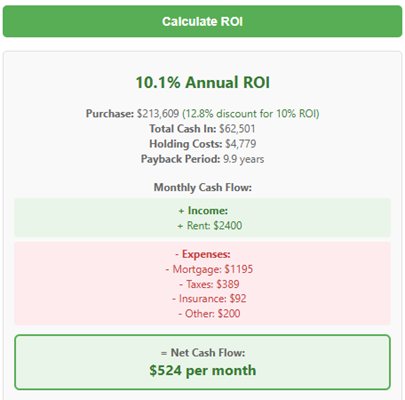 Calculate ROI
10.1% Annual ROI
Purchase: $213,609 (12.8% discount for 10% ROI)
Total Cash In: $62,501
Holding Costs: $4,779
Payback Period: 9.9 years
Monthly Cash Flow:
+ Income:
+ Rent: $2400
- Expenses:
- Mortgage: $1195
- Taxes: $389
- Insurance: $92
- Other: $200
= Net Cash Flow:
$524 per month